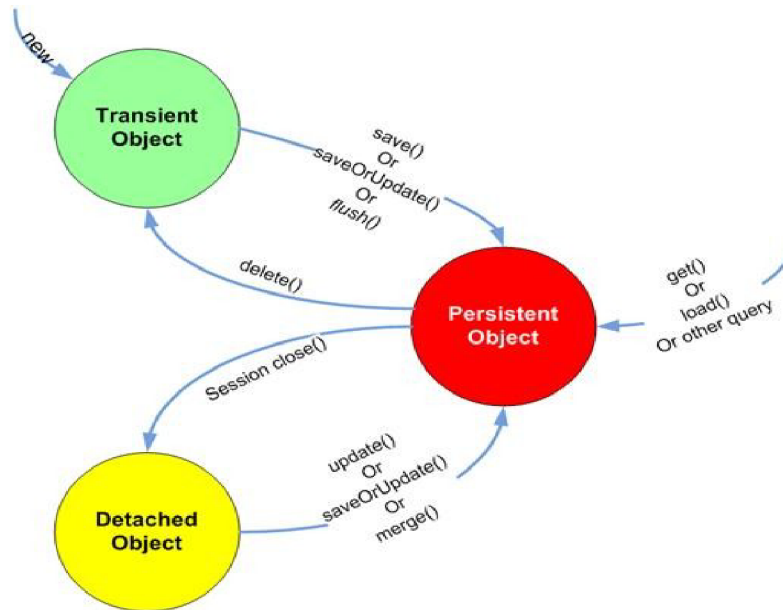 new
Transient
Object
save()
Or
saveOrUpdate()
Or
flush()
delete()
get()
Or
load()
Or other query
Persistent
Object
Session close()
update()
Or
saveOrUpdate()
Or
merge()
Detached
Object